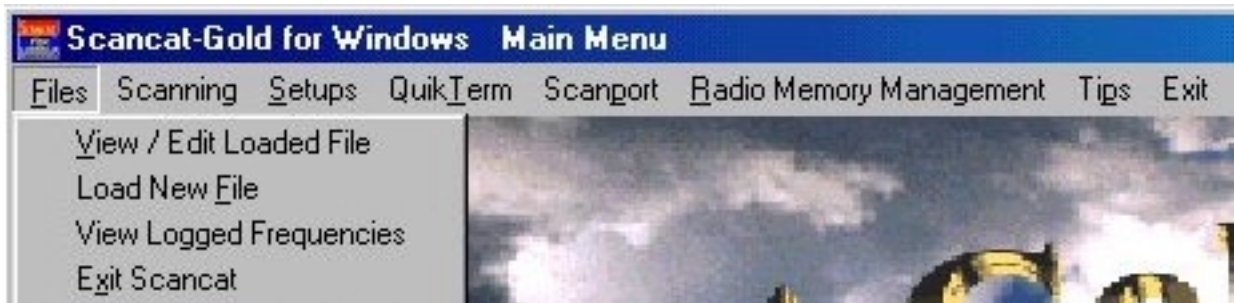 Scancat-Gold for Windows Main Menu
Files Scanning Setups QuikTerm Scanport Radio Memory Management Tips Exit
View / Edit Loaded File
Load New File
View Logged Frequencies
Exit Scancat